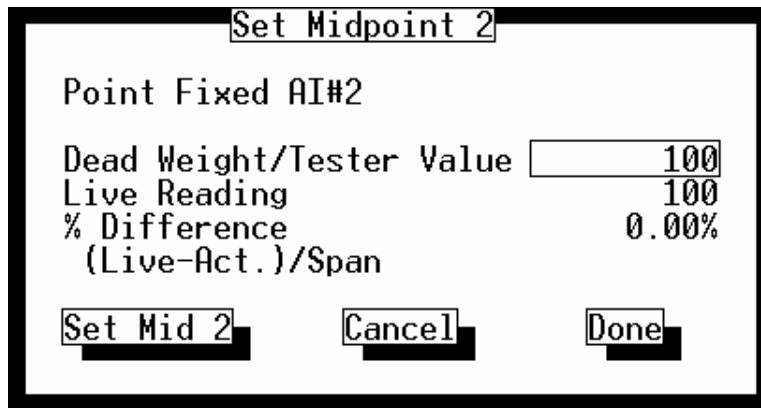 Set Midpoint 2
Point Fixed AI#2
Dead Weight/Tester Value 100
Live Reading 100
% Difference 0.00%
(Live-Act.)/Span
Set Mid 2 Cancel Done